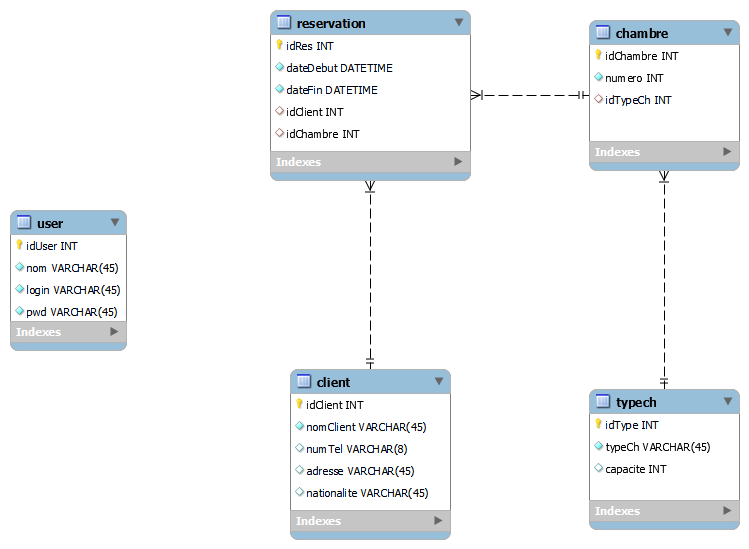 reservation
idRes INT
dateDebut DATETIME
dateFin DATETIME
idClient INT
idChambre INT
Indexes
chambre
idChambre INT
numero INT
idTypeCh INT
Indexes
user
idUser INT
nom VARCHAR(45)
login VARCHAR(45)
pwd VARCHAR(45)
Indexes
client
idClient INT
nomClient VARCHAR(45)
numTel VARCHAR(8)
adresse VARCHAR(45)
nationalite VARCHAR(45)
Indexes
typech
idType INT
typeCh VARCHAR(45)
capacite INT
Indexes